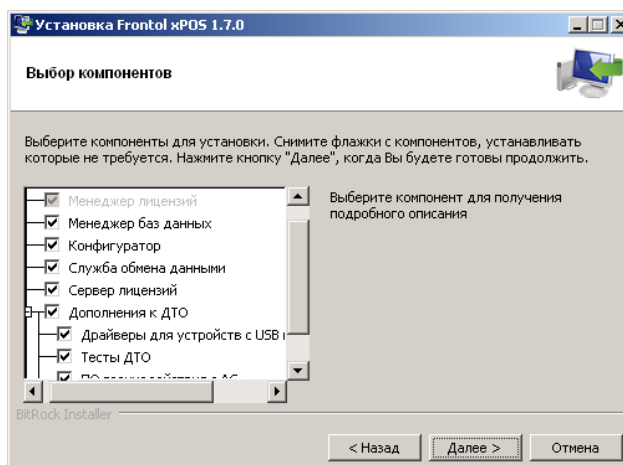 Установка Frontol xPOS 1.7.0
Выбор компонентов
Выберите компоненты для установки. Снимите флажки с компонентов, устанавливать
которые не требуется. Нажмите кнопку "Далее", когда Вы будете готовы продолжить.
Менеджер лицензий
Менеджер баз данных
Конфигуратор
Служба обмена данными
Сервер лицензий
Дополнения к ДТО
Драйверы для устройств с USB
Тесты ДТО
Выберите компонент для получения
подробного описания
BitRock Installer
< Назад
Далее >
Отмена